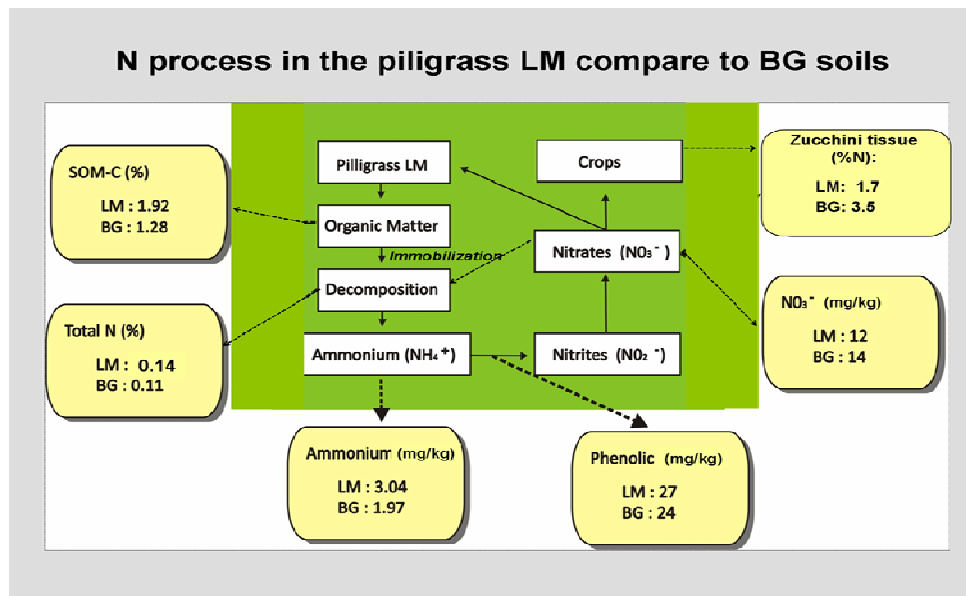 N process in the piligrass LM compare to BG soils
SOM-C (%)
LM : 1.92
BG : 1.28
Total N (%)
LM : 0.14
BG : 0.11
Pilligrass LM
Organic Matter
Immobilization
Decomposition
Ammonium (NH₄⁺)
Crops
Nitrates (N0₃⁻)
Nitrites (N0₂⁻)
Zucchini tissue
(%N):
LM: 1.7
BG: 3.5
N0₃⁻ (mg/kg)
LM : 12
BG : 14
Ammonium (mg/kg)
LM : 3.04
BG : 1.97
Phenolic (mg/kg)
LM : 27
BG : 24